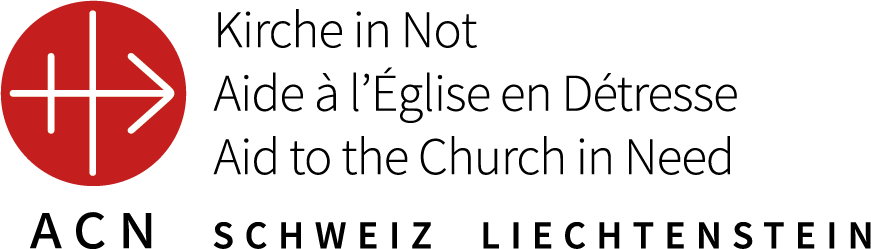 Kirche in Not
Aide à l’Église en Détresse
Aid to the Church in Need
ACN SCHWEIZ LIECHTENSTEIN